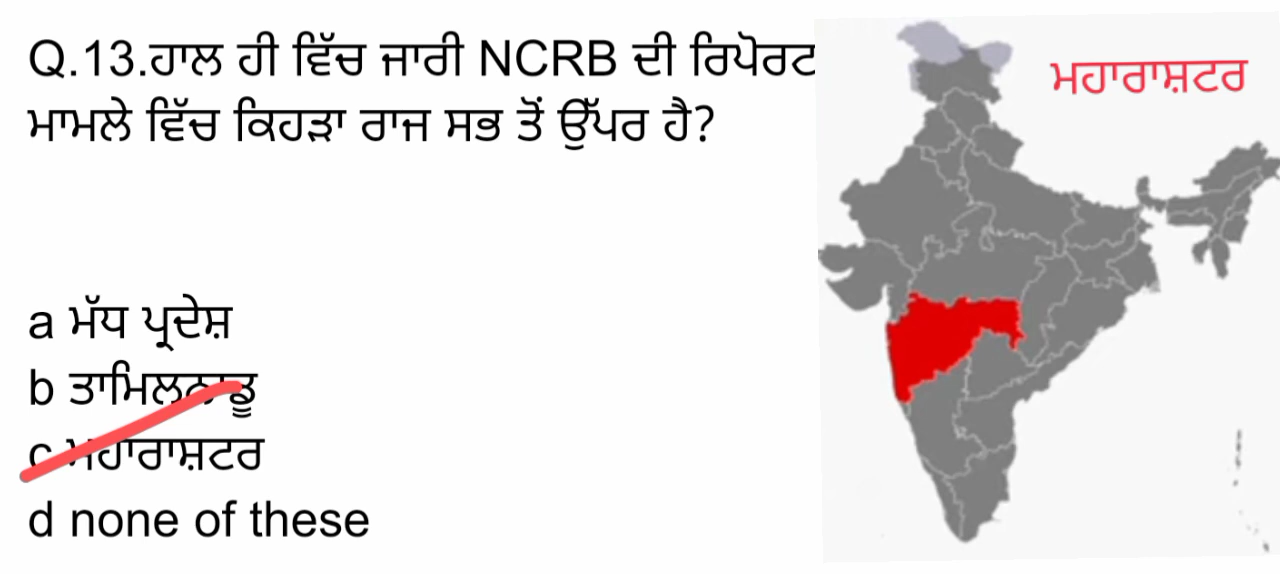 Q.13.ਹਾਲ ਹੀ ਵਿੱਚ ਜਾਰੀ NCRB ਦੀ ਰਿਪੋਰਟ
ਮਾਮਲੇ ਵਿੱਚ ਕਿਹੜਾ ਰਾਜ ਸਭ ਤੋਂ ਉੱਪਰ ਹੈ?
a ਮੱਧ ਪ੍ਰਦੇਸ਼
b ਤਾਮਿਲਨਾਡੂ
c ਮਹਾਰਾਸ਼ਟਰ
d none of these
ਮਹਾਰਾਸ਼ਟਰ